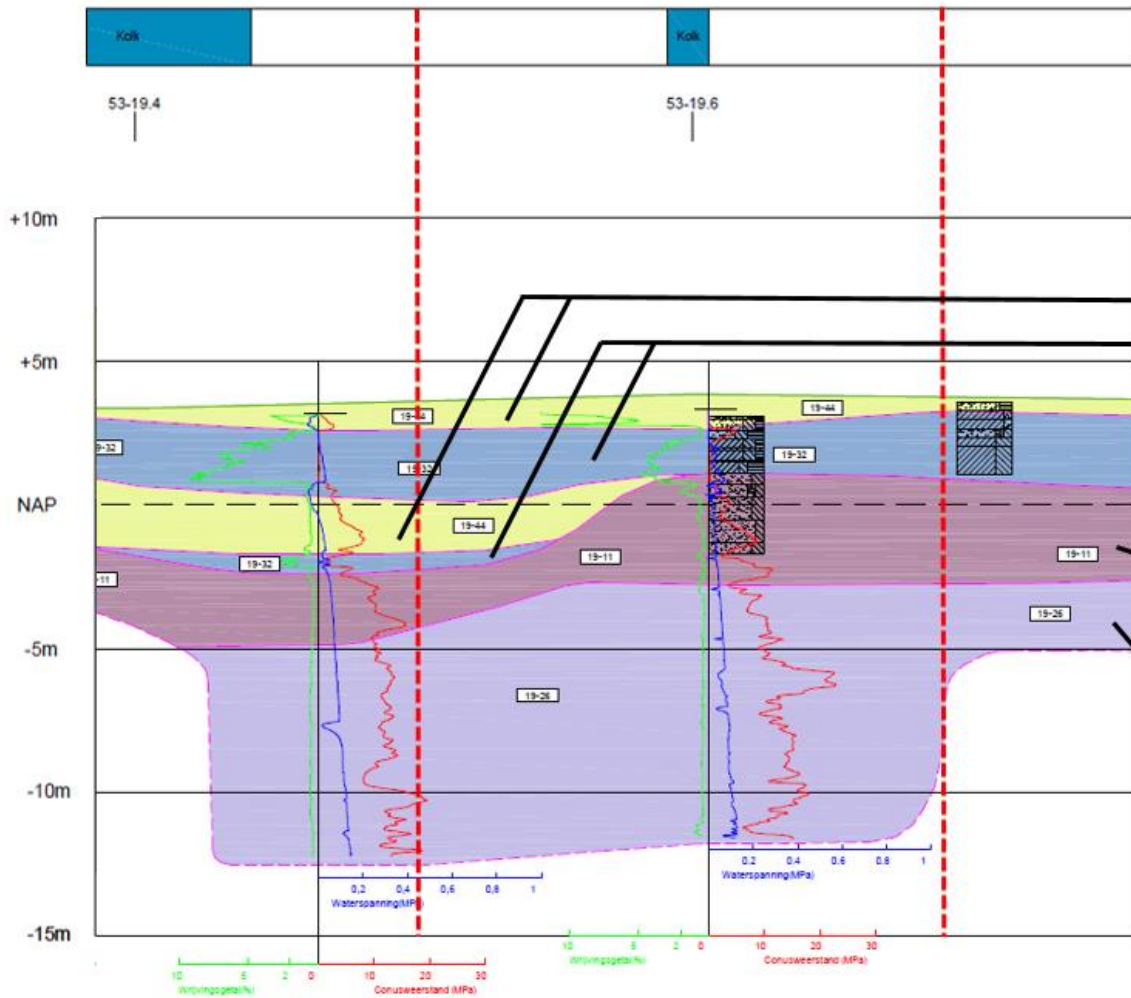 Kolk Kolk
53-19.4 53-19.6
+10m
+5m
19-44 19-44
19-32 19-32 19-32
NAP
19-44
19-32 19-11 19-11
-11
19-26
-5m
19-26
-10m
0,2 0,4 0,6 0,8 1
Waterspanning(MPa)
0.2 0.4 0.6 0.8 1
Waterspanning(MPa)
-15m
10 5 2 0 10 20 30
Wrijvingsgetal(%) Conusweerstand (MPa)
10 5 2 0 10 20 30
Wrijvingsgetal(%) Conusweerstand (MPa)